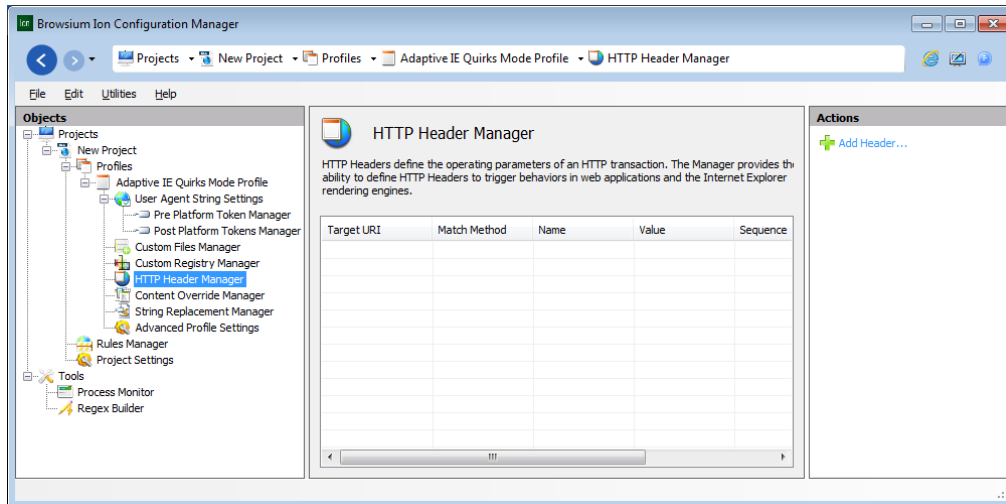 Ion Browsium Ion Configuration Manager
Projects New Project Profiles Adaptive IE Quirks Mode Profile HTTP Header Manager
File Edit Utilities Help
Objects
Projects
New Project
Profiles
Adaptive IE Quirks Mode Profile
User Agent String Settings
Pre Platform Token Manager
Post Platform Tokens Manager
Custom Files Manager
Custom Registry Manager
HTTP Header Manager
Content Override Manager
String Replacement Manager
Advanced Profile Settings
Rules Manager
Project Settings
Tools
Process Monitor
Regex Builder
HTTP Header Manager
HTTP Headers define the operating parameters of an HTTP transaction. The Manager provides th
ability to define HTTP Headers to trigger behaviors in web applications and the Internet Explorer
rendering engines.
Target URI Match Method Name Value Sequence
Actions
Add Header...